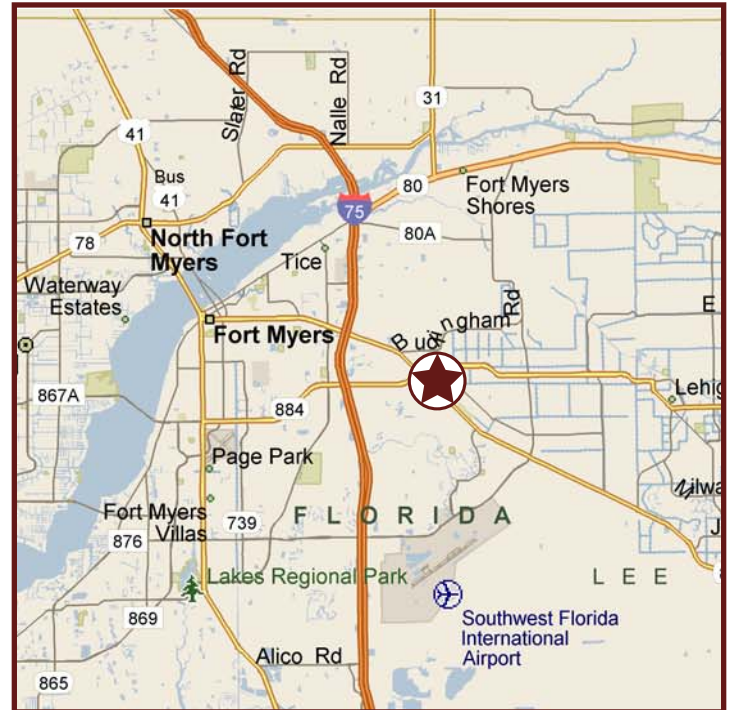 Slater Rd
Nalle Rd
31
41
Bus
41
80
Fort Myers
Shores
75
78
North Fort
Myers
80A
Tice
Waterway
Estates
Fort Myers
Buckingham Rd
E
867A
884
Lehig
Page Park
Fort Myers
Villas
739
FLORIDA
Milwa
876
J
Lakes Regional Park
LEE
869
Southwest Florida
International
Airport
Alico Rd
865